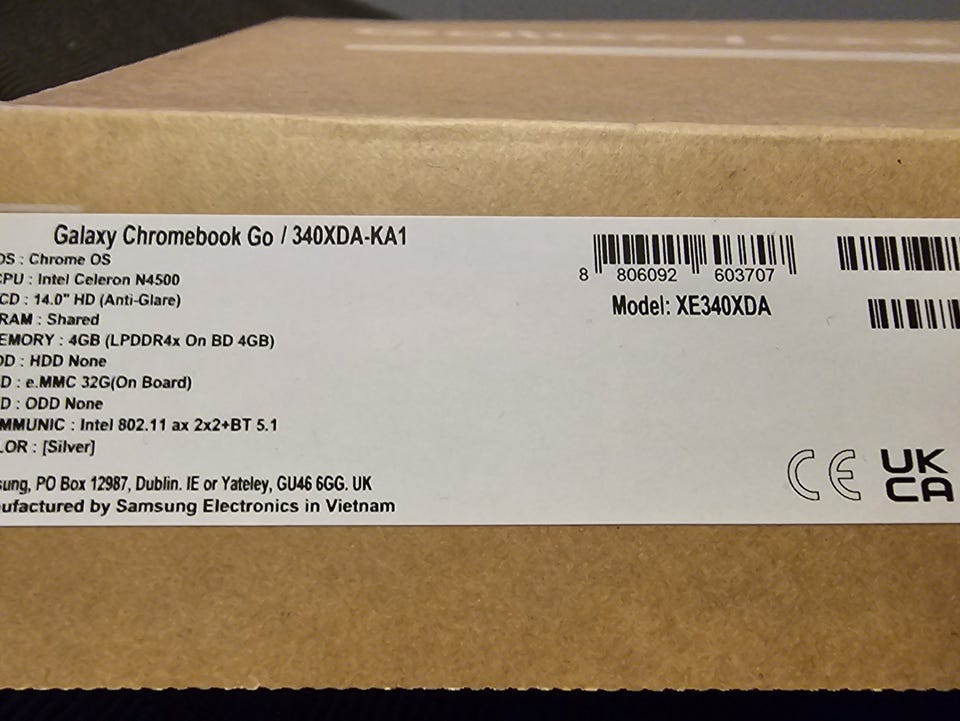 Galaxy Chromebook Go / 340XDA-KA1
OS : Chrome OS
CPU : Intel Celeron N4500
CD : 14.0" HD (Anti-Glare)
RAM : Shared
EMORY : 4GB (LPDDR4x On BD 4GB)
DD : HDD None
D : e.MMC 32G(On Board)
D : ODD None
MMUNIC : Intel 802.11 ax 2x2+BT 5.1
LOR : [Silver]
sung, PO Box 12987, Dublin. IE or Yateley, GU46 6GG. UK
ufactured by Samsung Electronics in Vietnam
8 806092 603707
Model: XE340XDA
CE UK
CA